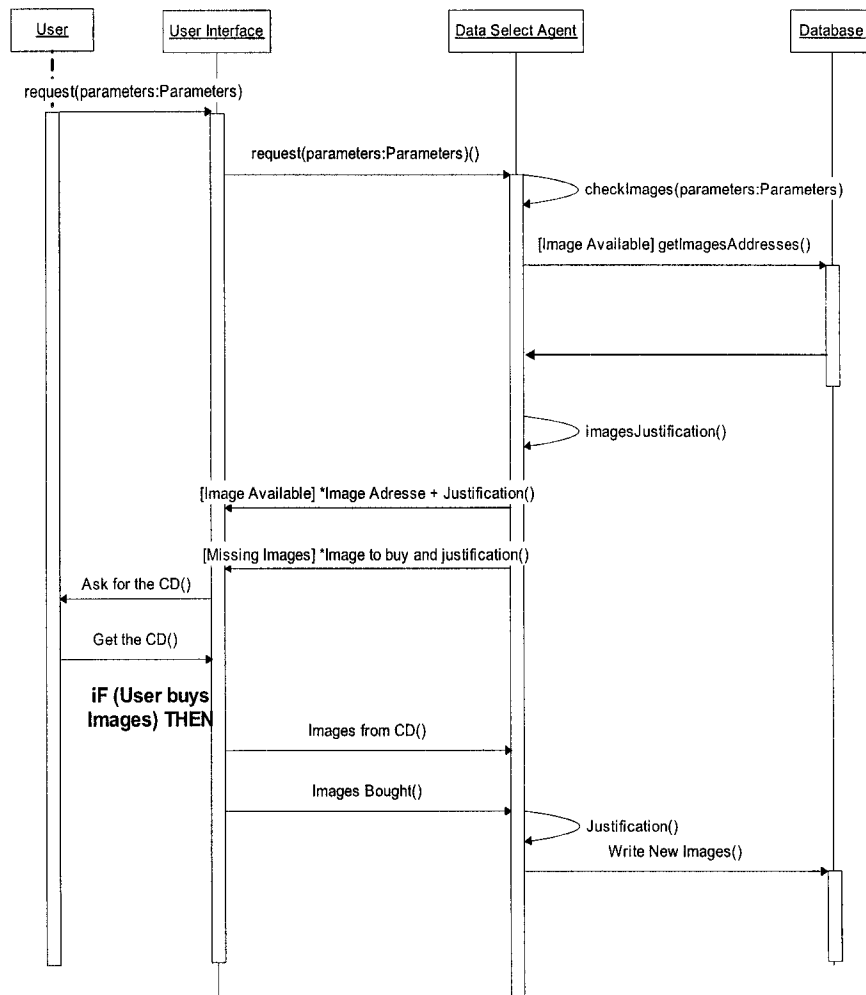 User
User Interface
Data Select Agent
Database
request(parameters:Parameters)
request(parameters:Parameters)()
checkImages(parameters:Parameters)
[Image Available] getImagesAddresses()
imagesJustification()
[Image Available] *Image Adresse + Justification()
[Missing Images] *Image to buy and justification()
Ask for the CD()
Get the CD()
iF (User buys
Images) THEN
Images from CD()
Images Bought()
Justification()
Write New Images()